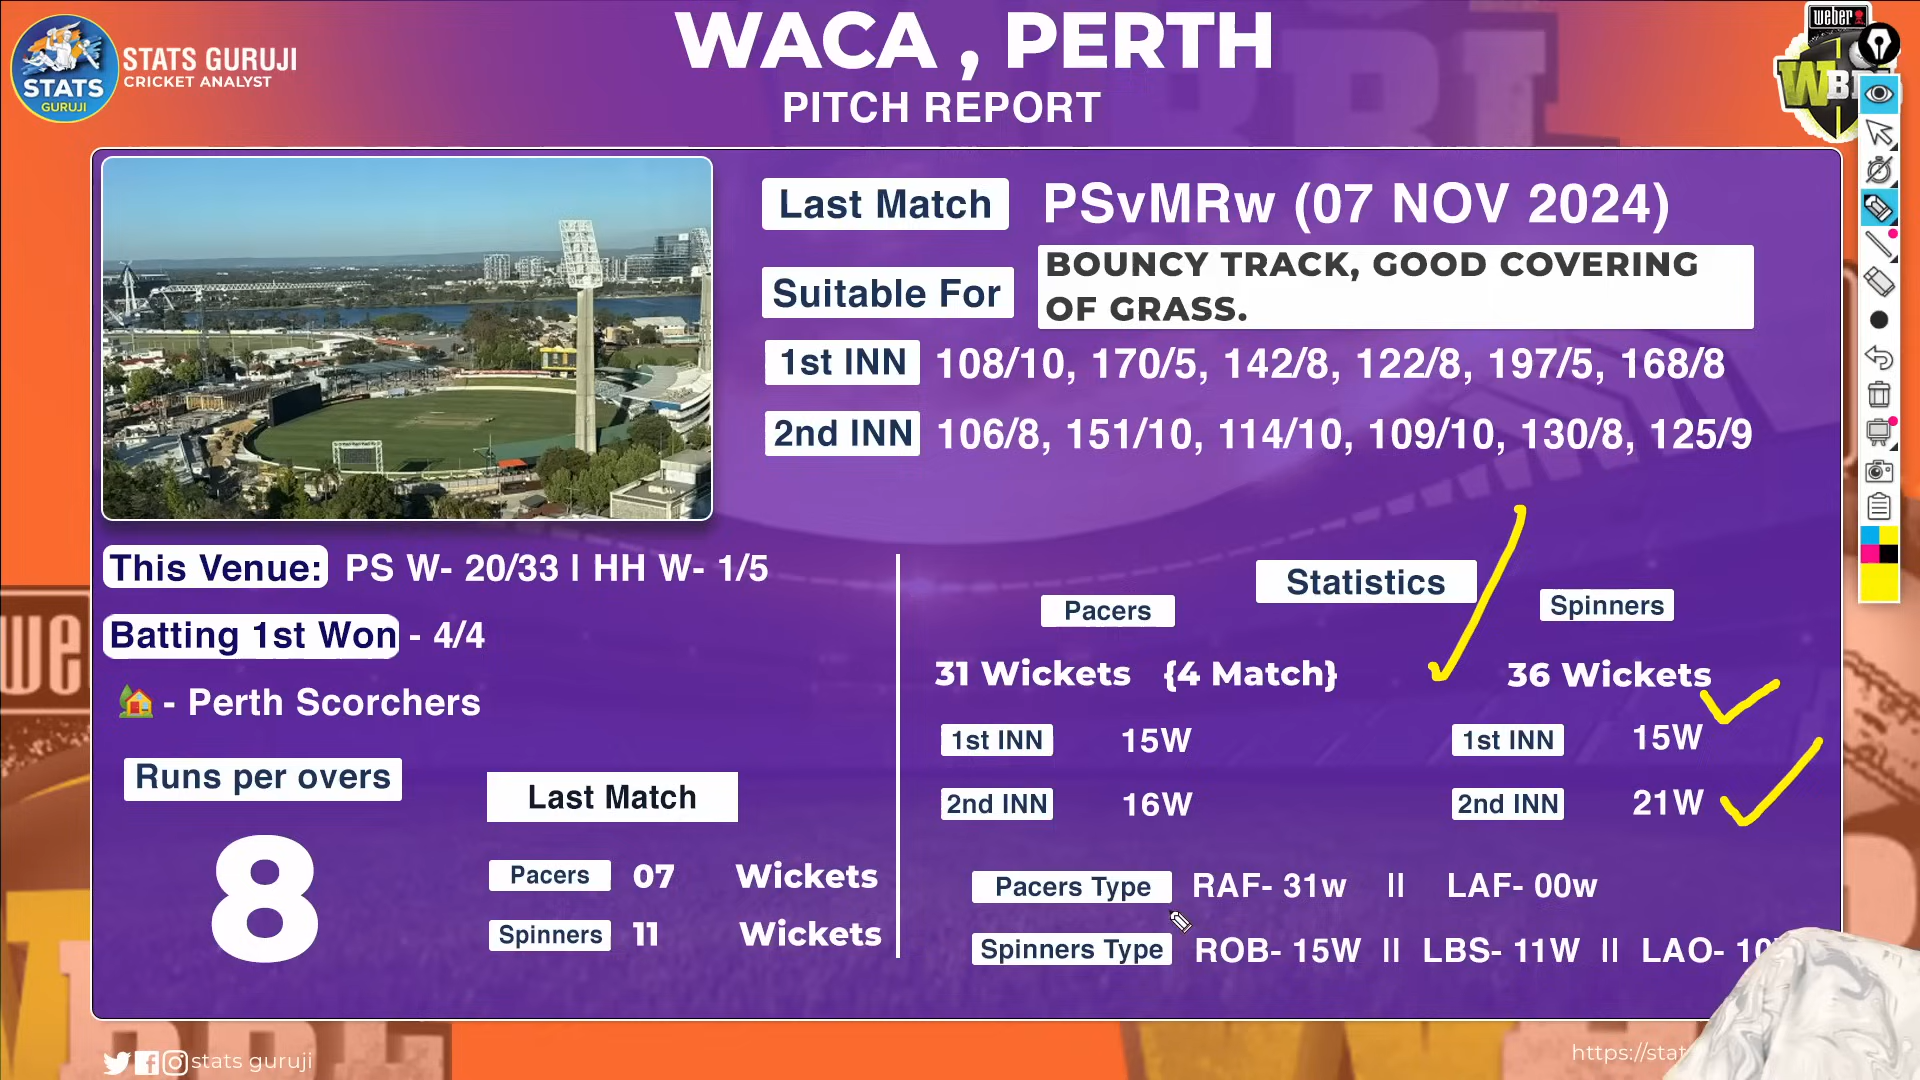 WACA , PERTH
PITCH REPORT
STATS GURUJI
CRICKET ANALYST
STATS
GURUJI
weber
WB
Last Match PSvMRw (07 NOV 2024)
Suitable For BOUNCY TRACK, GOOD COVERING
OF GRASS.
1st INN 108/10, 170/5, 142/8, 122/8, 197/5, 168/8
2nd INN 106/8, 151/10, 114/10, 109/10, 130/8, 125/9
This Venue: PS W- 20/33 I HH W- 1/5
Batting 1st Won - 4/4
- Perth Scorchers
Runs per overs
8
Last Match
Pacers 07 Wickets
Spinners 11 Wickets
Statistics
Pacers Spinners
31 Wickets {4 Match} 36 Wickets
1st INN 15W 1st INN 15W
2nd INN 16W 2nd INN 21W
Pacers Type RAF- 31w II LAF- 00w
Spinners Type ROB- 15W II LBS- 11W II LAO- 10
stats guruji
https://stat